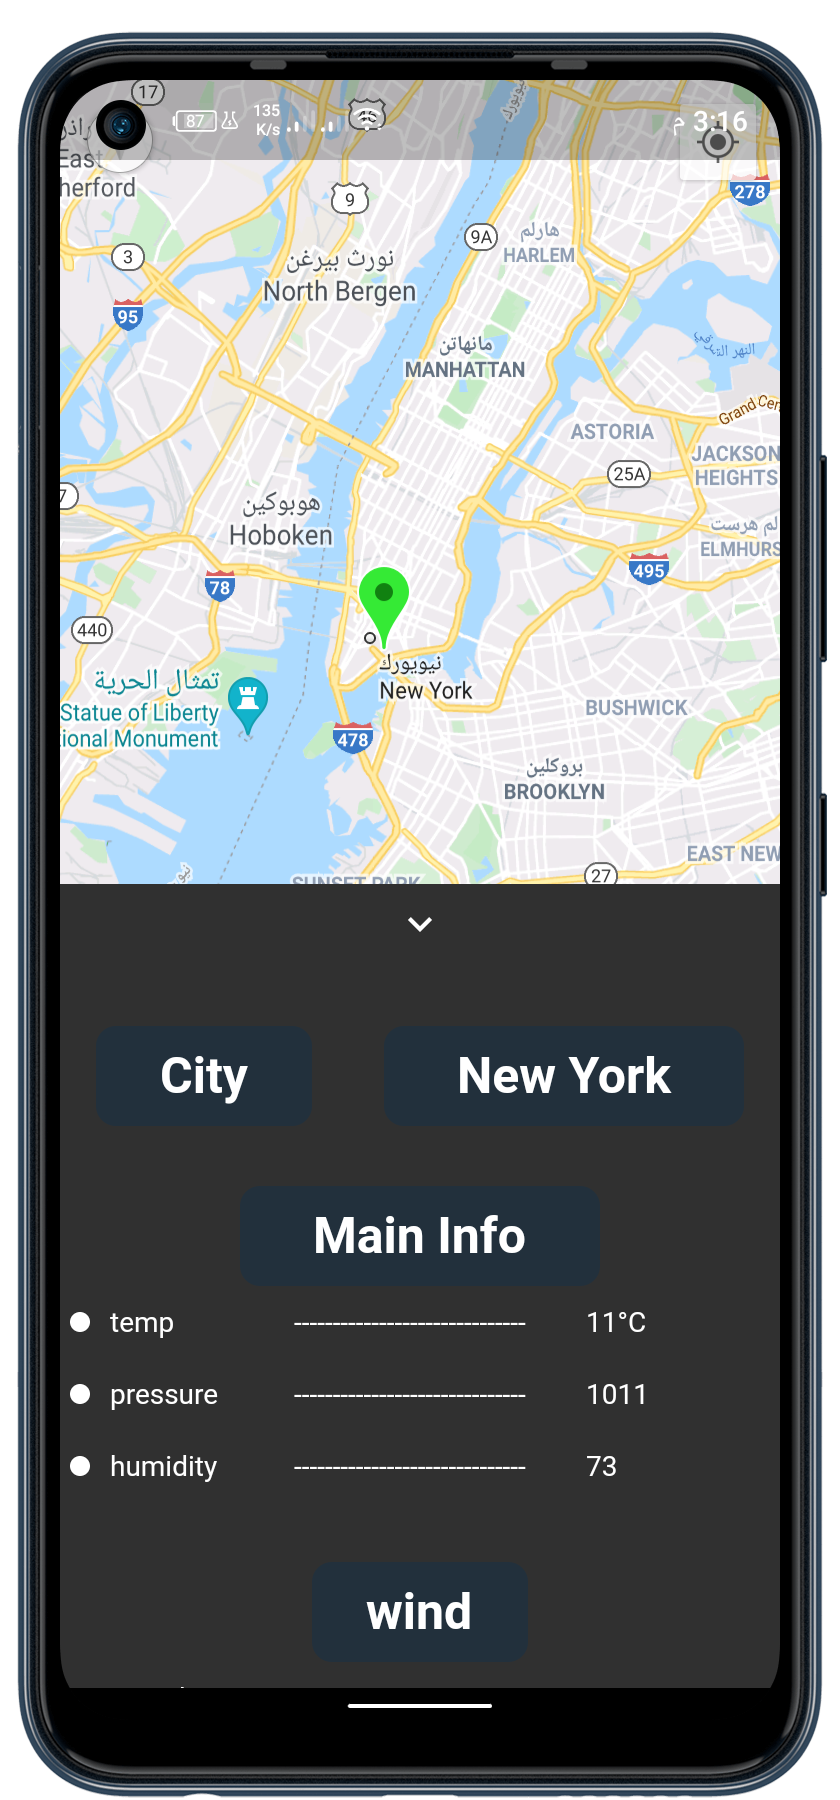 17
87
135
K/s
46
3:16 م
East
herford
278
9
3
9A
هارلم
HARLEM
نورث بيرغن
North Bergen
95
مانهاتن
MANHATTAN
النهر الشرقي
Grand Cen
ASTORIA
JACKSON
HEIGHTS
25A
7
هوبوكين
Hoboken
لم هرست
ELMHURS
495
78
440
نيويورك
New York
تمثال الحرية
Statue of Liberty
ional Monument
BUSHWICK
478
بروكلين
BROOKLYN
EAST NEW
27
SUNSET PARK
City
New York
Main Info
temp ------------------------------ 11°C
pressure ------------------------------ 1011
humidity ------------------------------ 73
wind